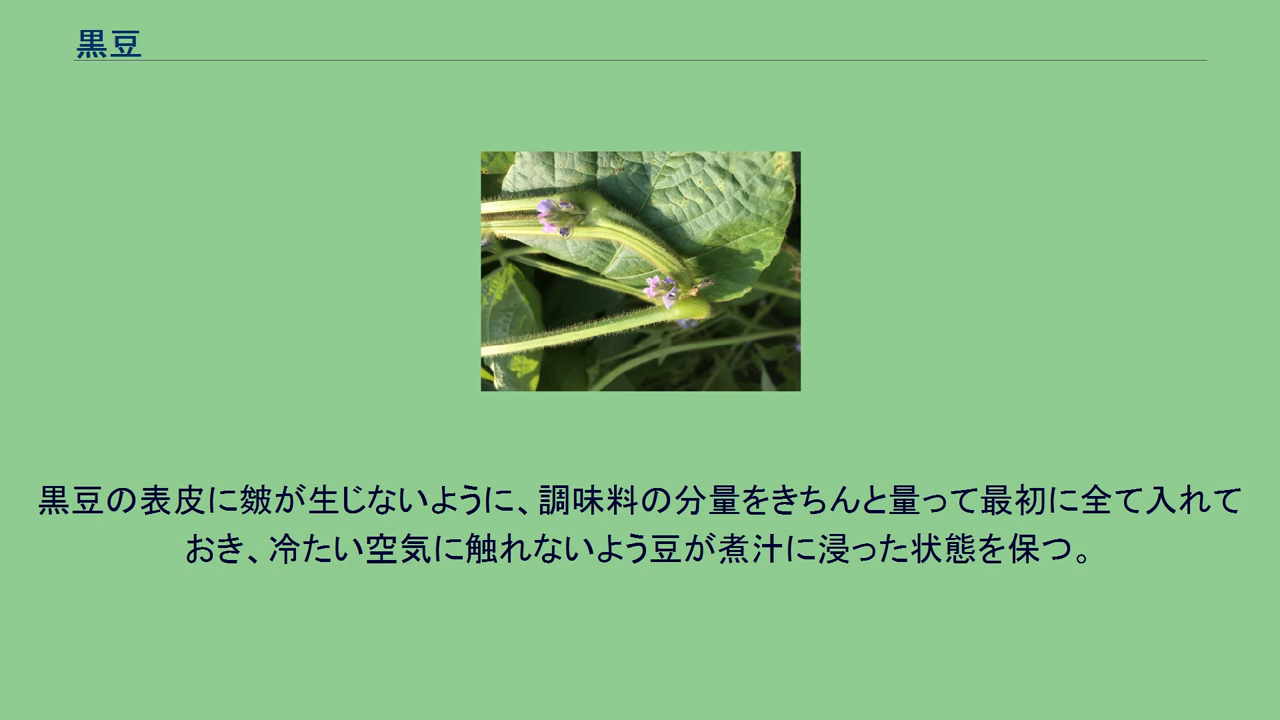 黒豆
黒豆の表皮に皴が生じないように、調味料の分量をきちんと量って最初に全て入れて
おき、冷たい空気に触れないよう豆が煮汁に浸った状態を保つ。